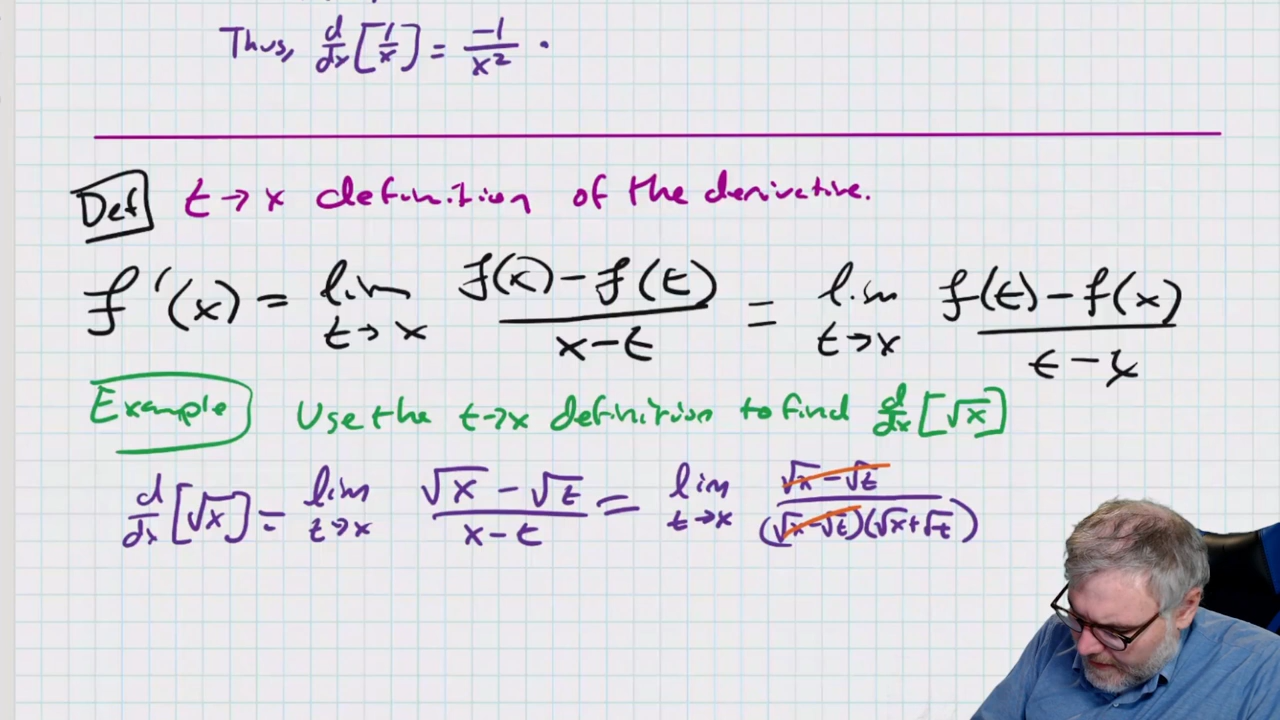 Thus, d/dx [1/x] = -1/x² .
Def t→x definition of the derivative.
f'(x) = lim t→x f(x)-f(t) / x-t = lim t→x f(t)-f(x) / t-x
Example Use the t→x definition to find d/dx [√x]
d/dx [√x] = lim t→x √x - √t / x-t = lim t→x √x-√t / (√x-√t)(√x+√t)